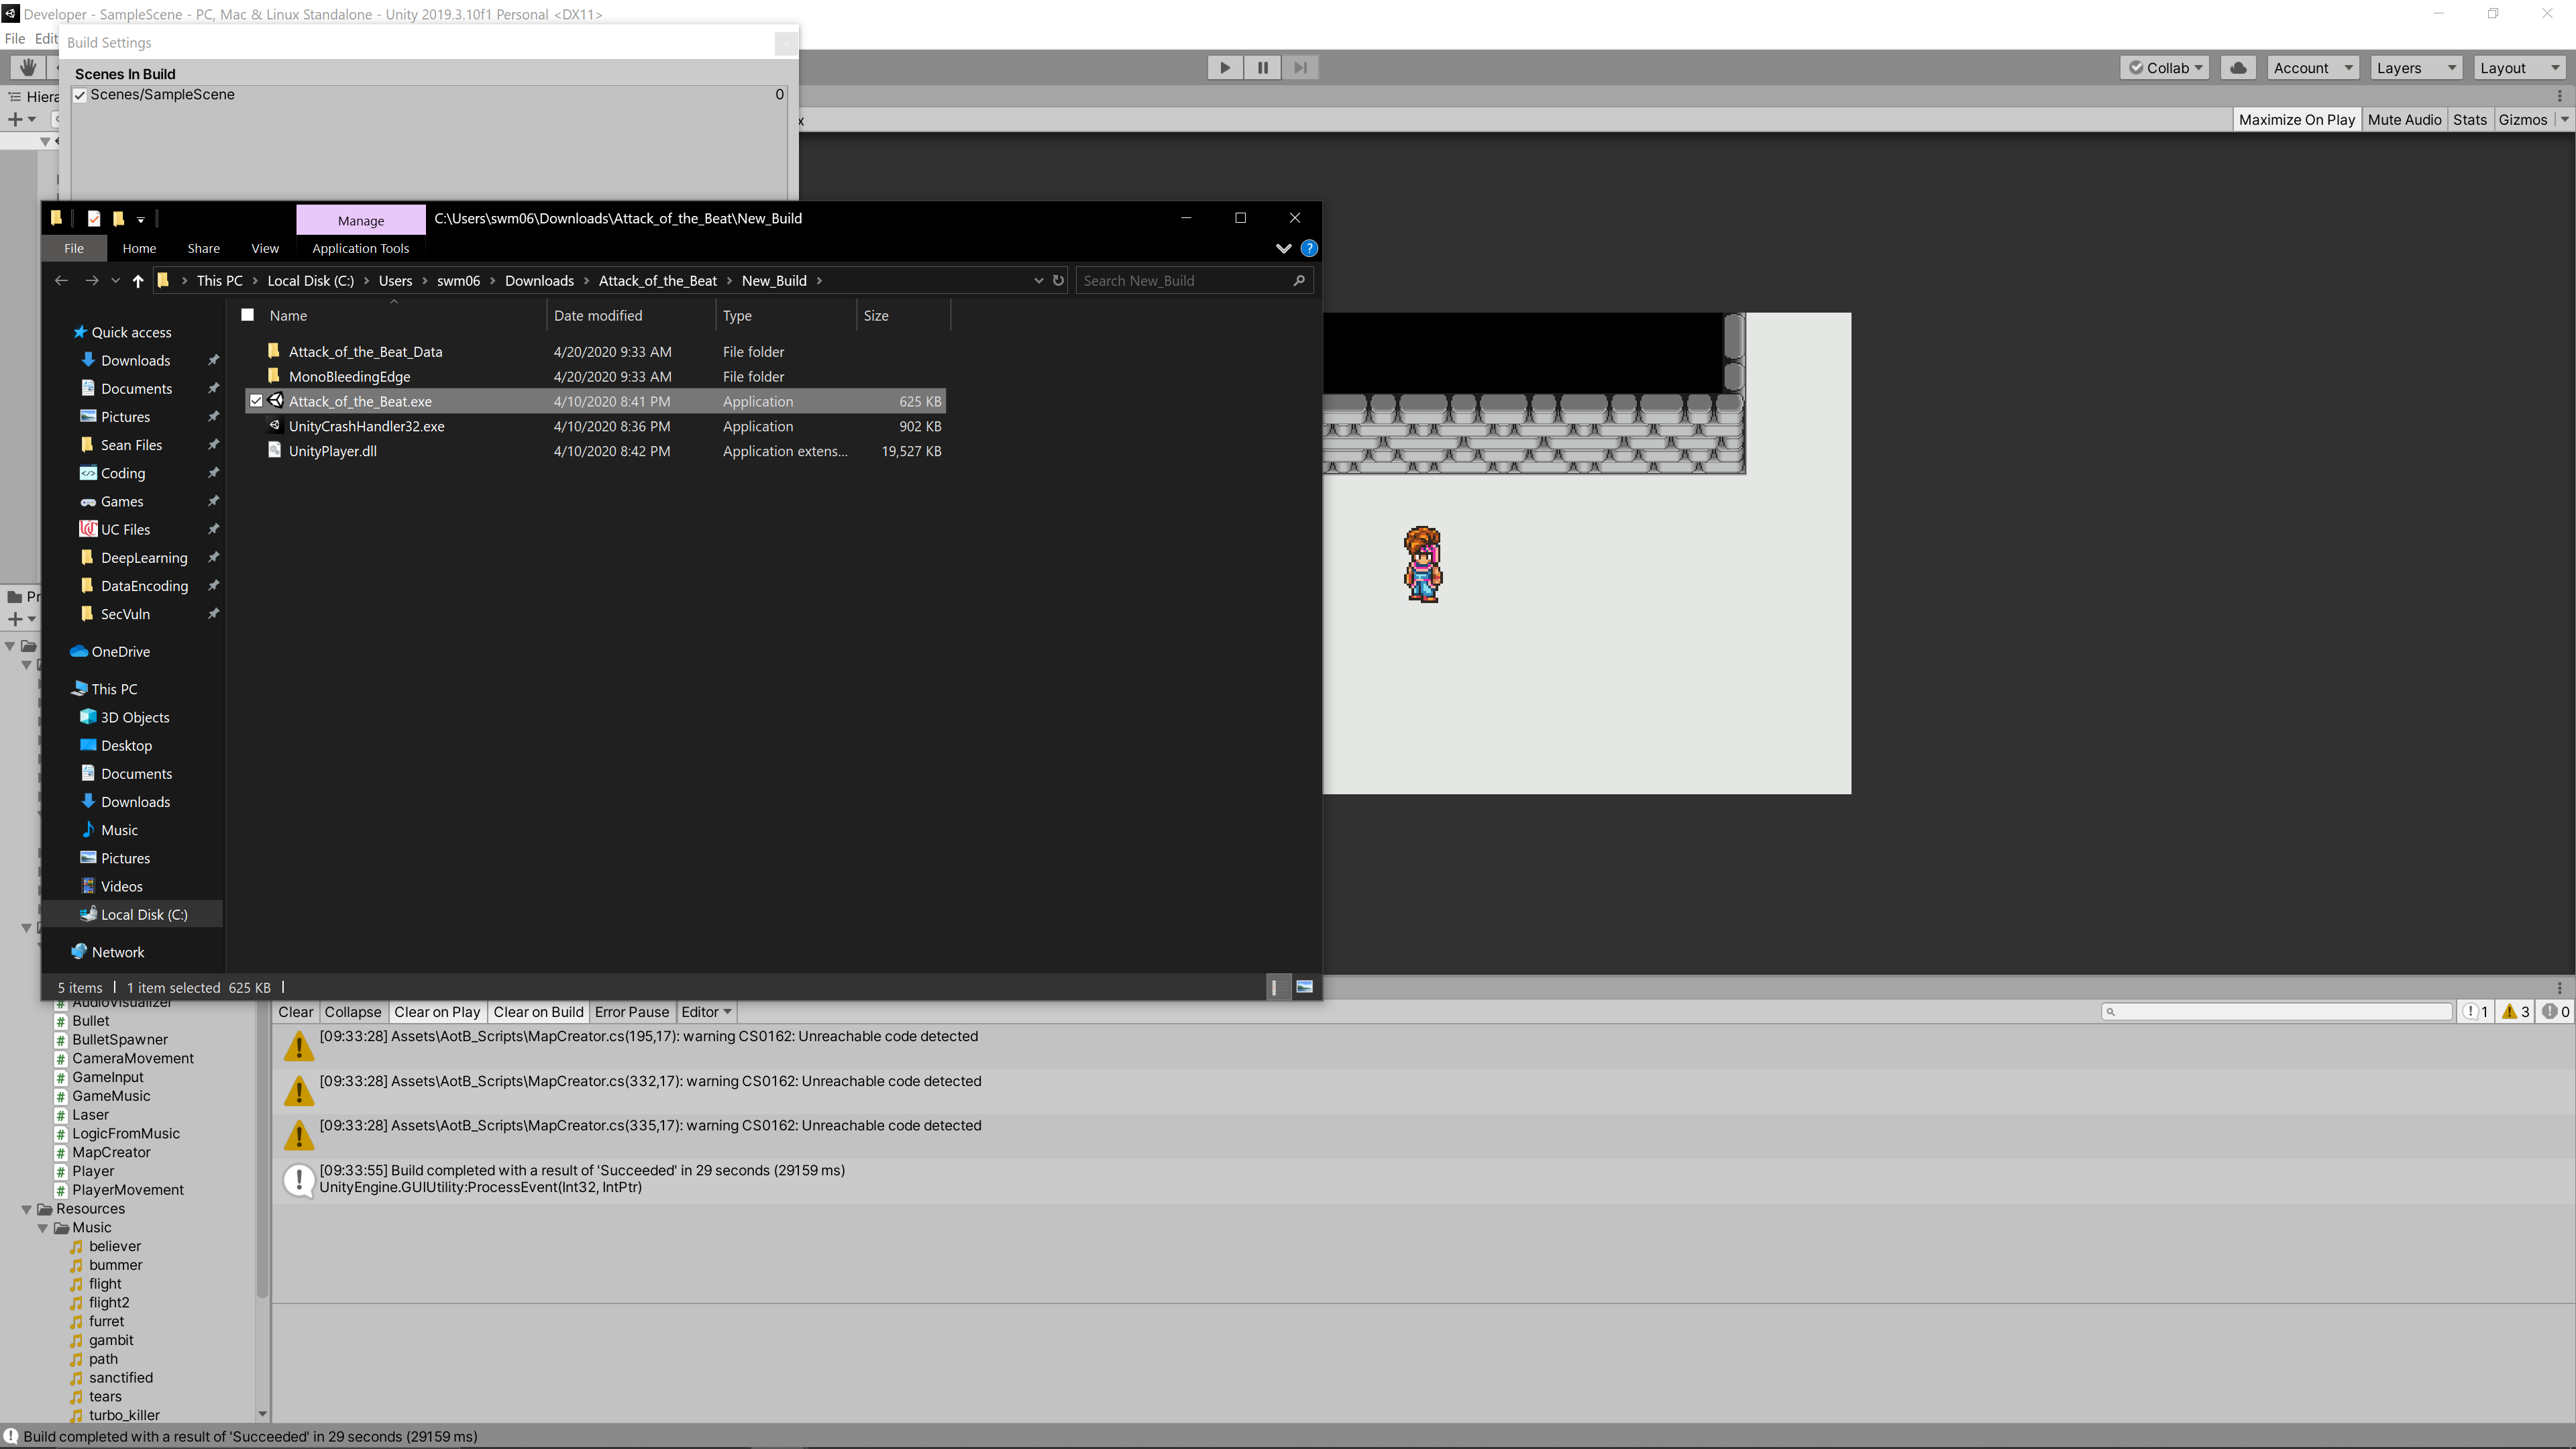 Developer - SampleScene - PC, Mac & Linux Standalone - Unity 2019.3.10f1 Personal <DX11>
File Edit
Build Settings
Scenes In Build
Scenes/SampleScene 0
Collab Account Layers Layout
Maximize On Play Mute Audio Stats Gizmos
Manage C:\Users\swm06\Downloads\Attack_of_the_Beat\New_Build
File Home Share View Application Tools
This PC Local Disk (C:) Users swm06 Downloads Attack_of_the_Beat New_Build Search New_Build
Name Date modified Type Size
Attack_of_the_Beat_Data 4/20/2020 9:33 AM File folder
MonoBleedingEdge 4/20/2020 9:33 AM File folder
Attack_of_the_Beat.exe 4/10/2020 8:41 PM Application 625 KB
UnityCrashHandler32.exe 4/10/2020 8:36 PM Application 902 KB
UnityPlayer.dll 4/10/2020 8:42 PM Application extens... 19,527 KB
Quick access
Downloads
Documents
Pictures
Sean Files
Coding
Games
UC Files
DeepLearning
DataEncoding
SecVuln
OneDrive
This PC
3D Objects
Desktop
Documents
Downloads
Music
Pictures
Videos
Local Disk (C:)
Network
5 items 1 item selected 625 KB
AudioVisualizer
Bullet
BulletSpawner
CameraMovement
GameInput
GameMusic
Laser
LogicFromMusic
MapCreator
Player
PlayerMovement
Resources
Music
believer
bummer
flight
flight2
furret
gambit
path
sanctified
tears
turbo_killer
Clear Collapse Clear on Play Clear on Build Error Pause Editor 1 3 0
[09:33:28] Assets\AotB_Scripts\MapCreator.cs(195,17): warning CS0162: Unreachable code detected
[09:33:28] Assets\AotB_Scripts\MapCreator.cs(332,17): warning CS0162: Unreachable code detected
[09:33:28] Assets\AotB_Scripts\MapCreator.cs(335,17): warning CS0162: Unreachable code detected
[09:33:55] Build completed with a result of 'Succeeded' in 29 seconds (29159 ms)
UnityEngine.GUIUtility:ProcessEvent(Int32, IntPtr)
Build completed with a result of 'Succeeded' in 29 seconds (29159 ms)